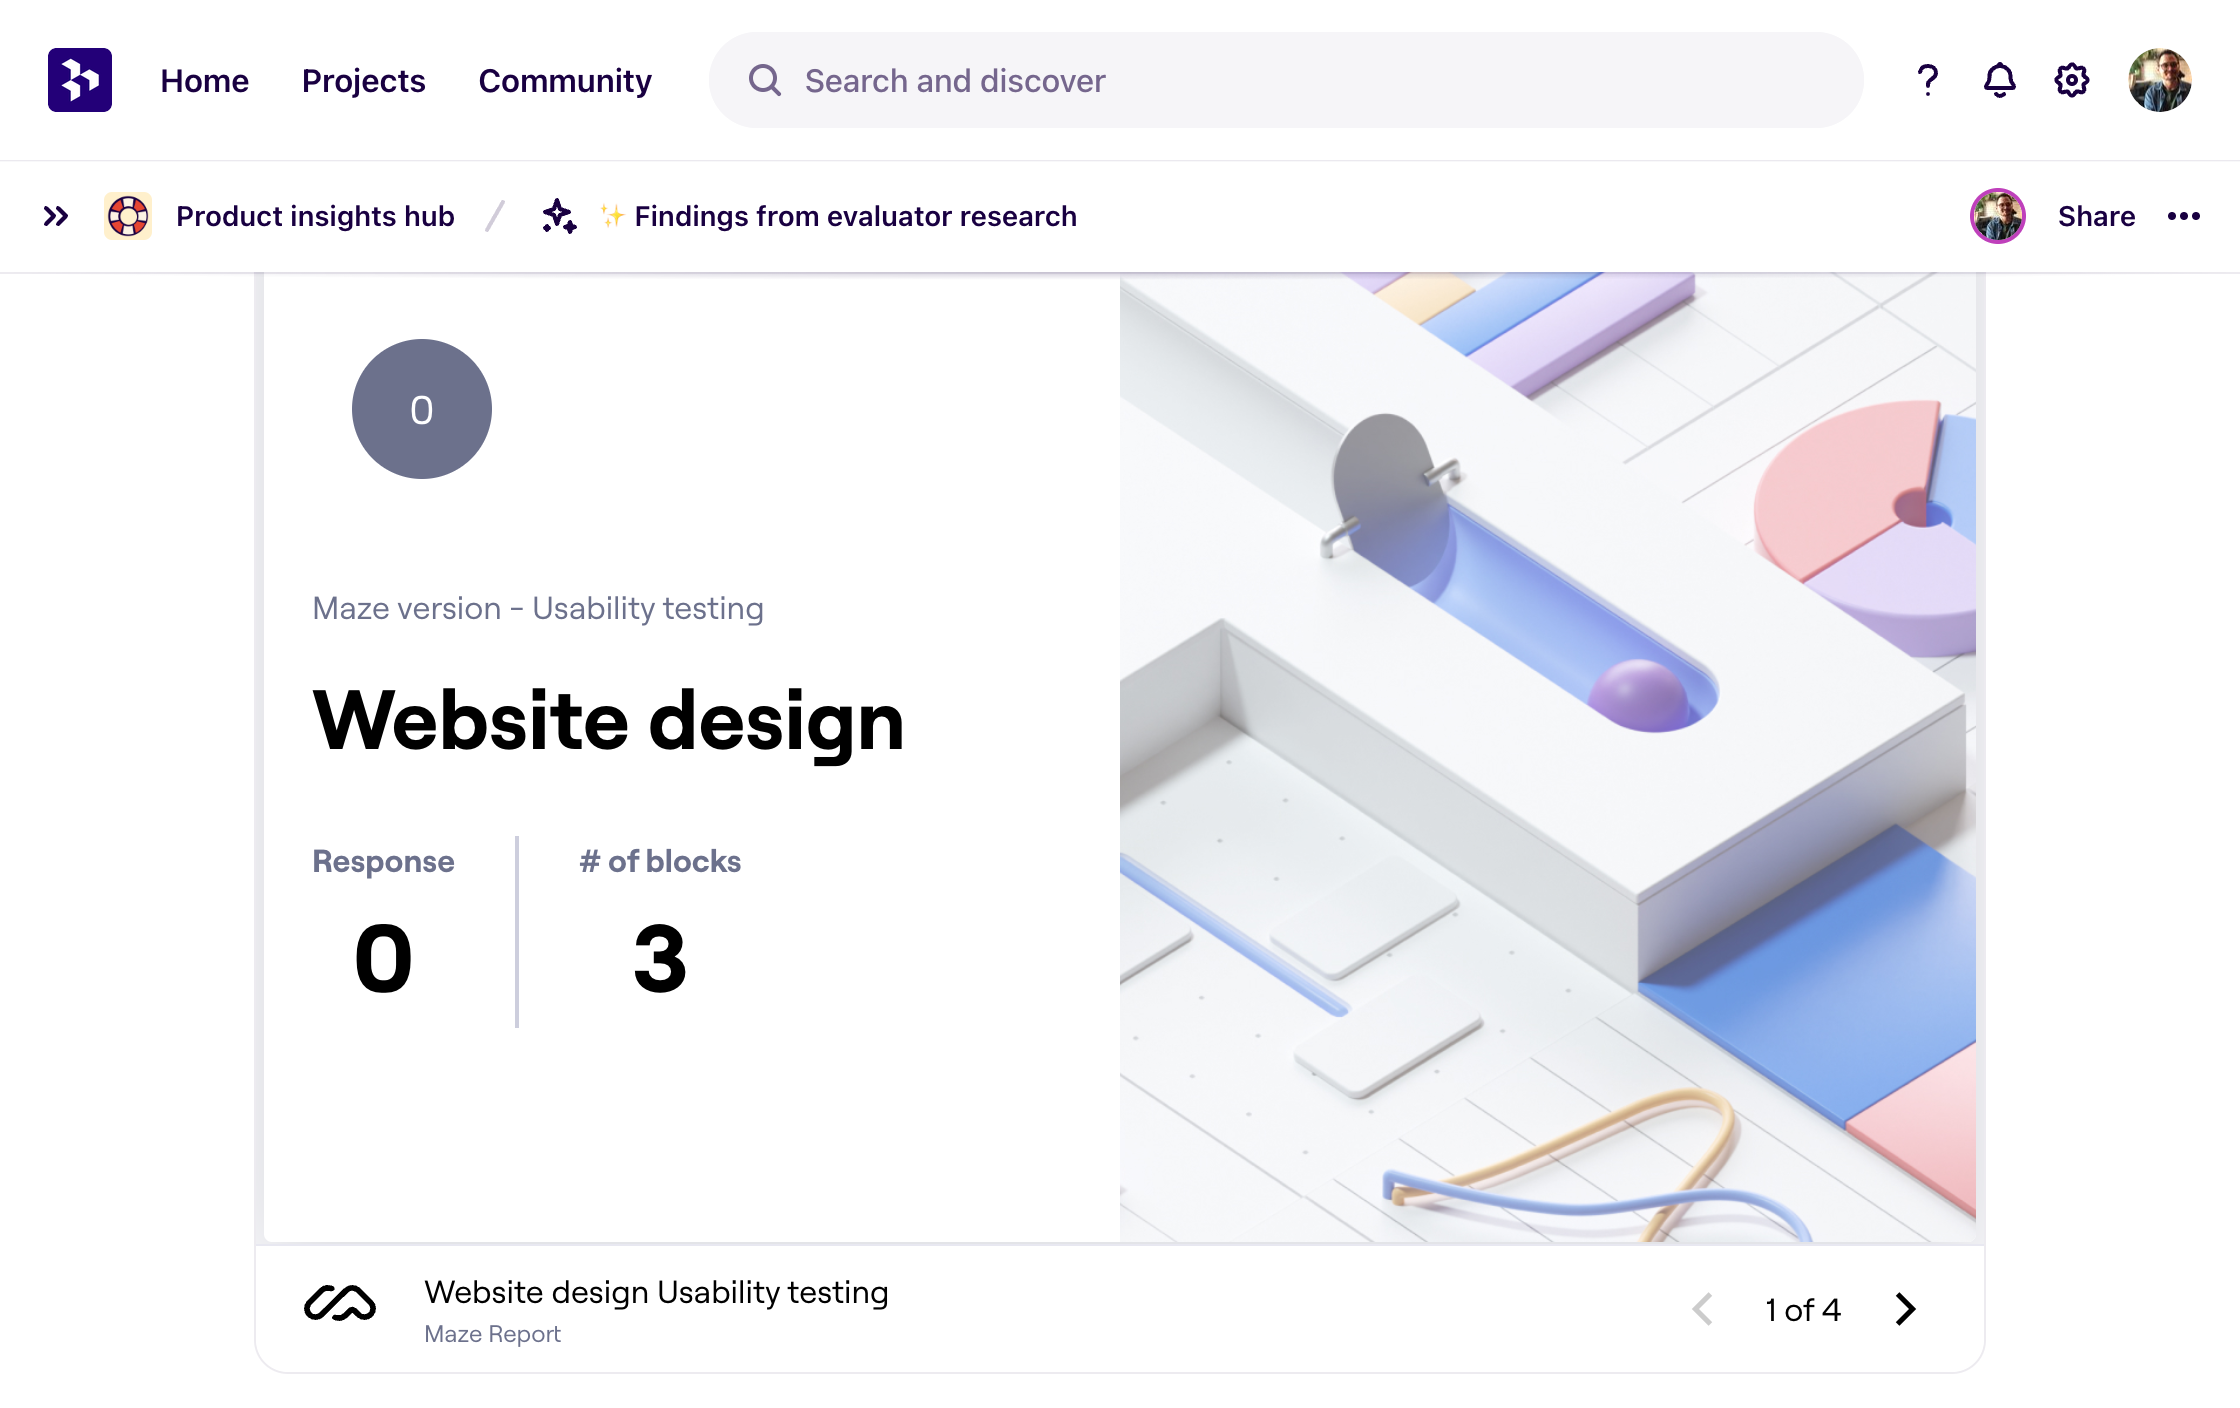 Home
Projects
Community
Search and discover
Product insights hub / ✨ Findings from evaluator research
Share
0
Maze version - Usability testing
Website design
Response
# of blocks
0
3
Website design Usability testing
Maze Report
1 of 4